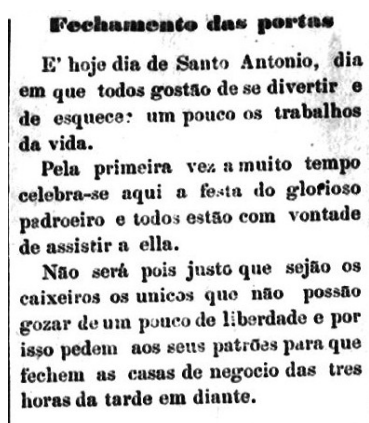 Fechamento das portas
E' hoje dia de Santo Antonio, dia
em que todos gostão de se divertir e
de esquecer um pouco os trabalhos
da vida.
Pela primeira vez a muito tempo
celebra-se aqui a festa do glorioso
padroeiro e todos estão com vontade
de assistir a ella.
Não será pois justo que sejão os
caixeiros os unicos que não possão
gozar de um pouco de liberdade e por
isso pedem aos seus patrões para que
fechem as casas de negocio das tres
horas da tarde em diante.